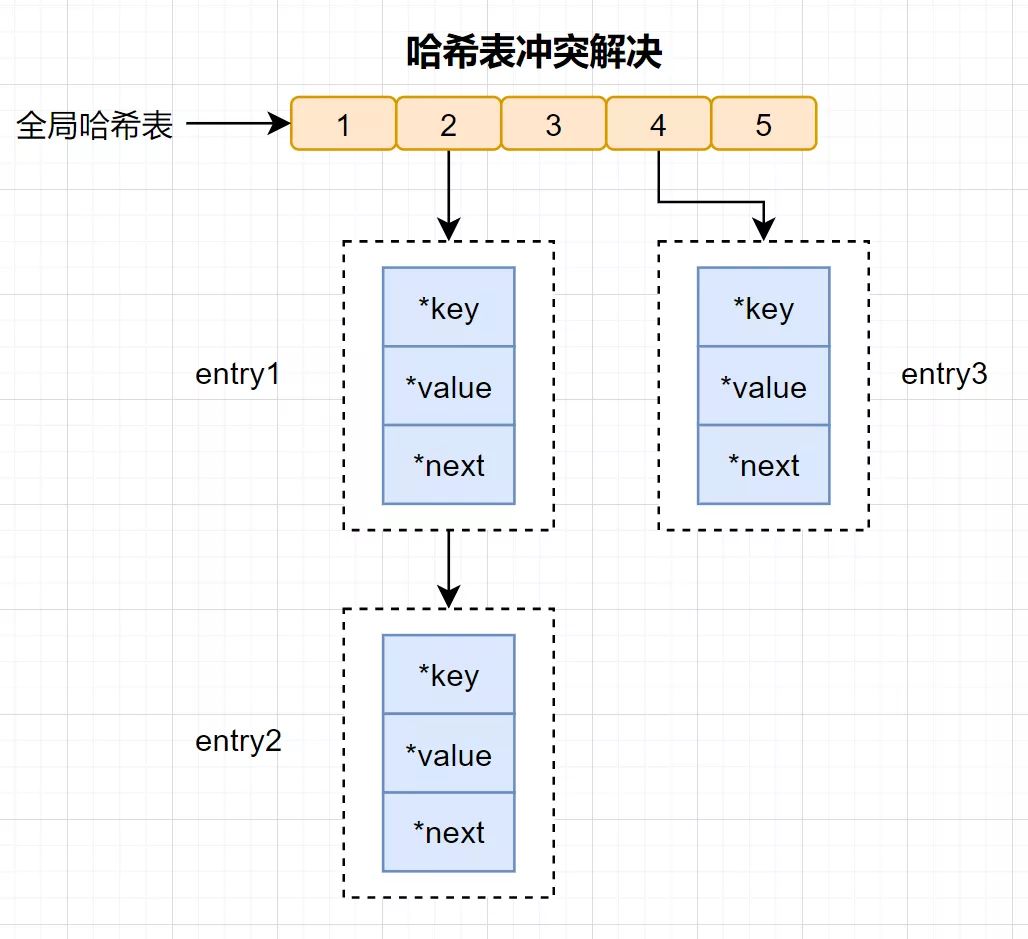 哈希表冲突解决
全局哈希表
1
2
3
4
5
*key
*value
*next
entry1
*key
*value
*next
entry3
*key
*value
*next
entry2